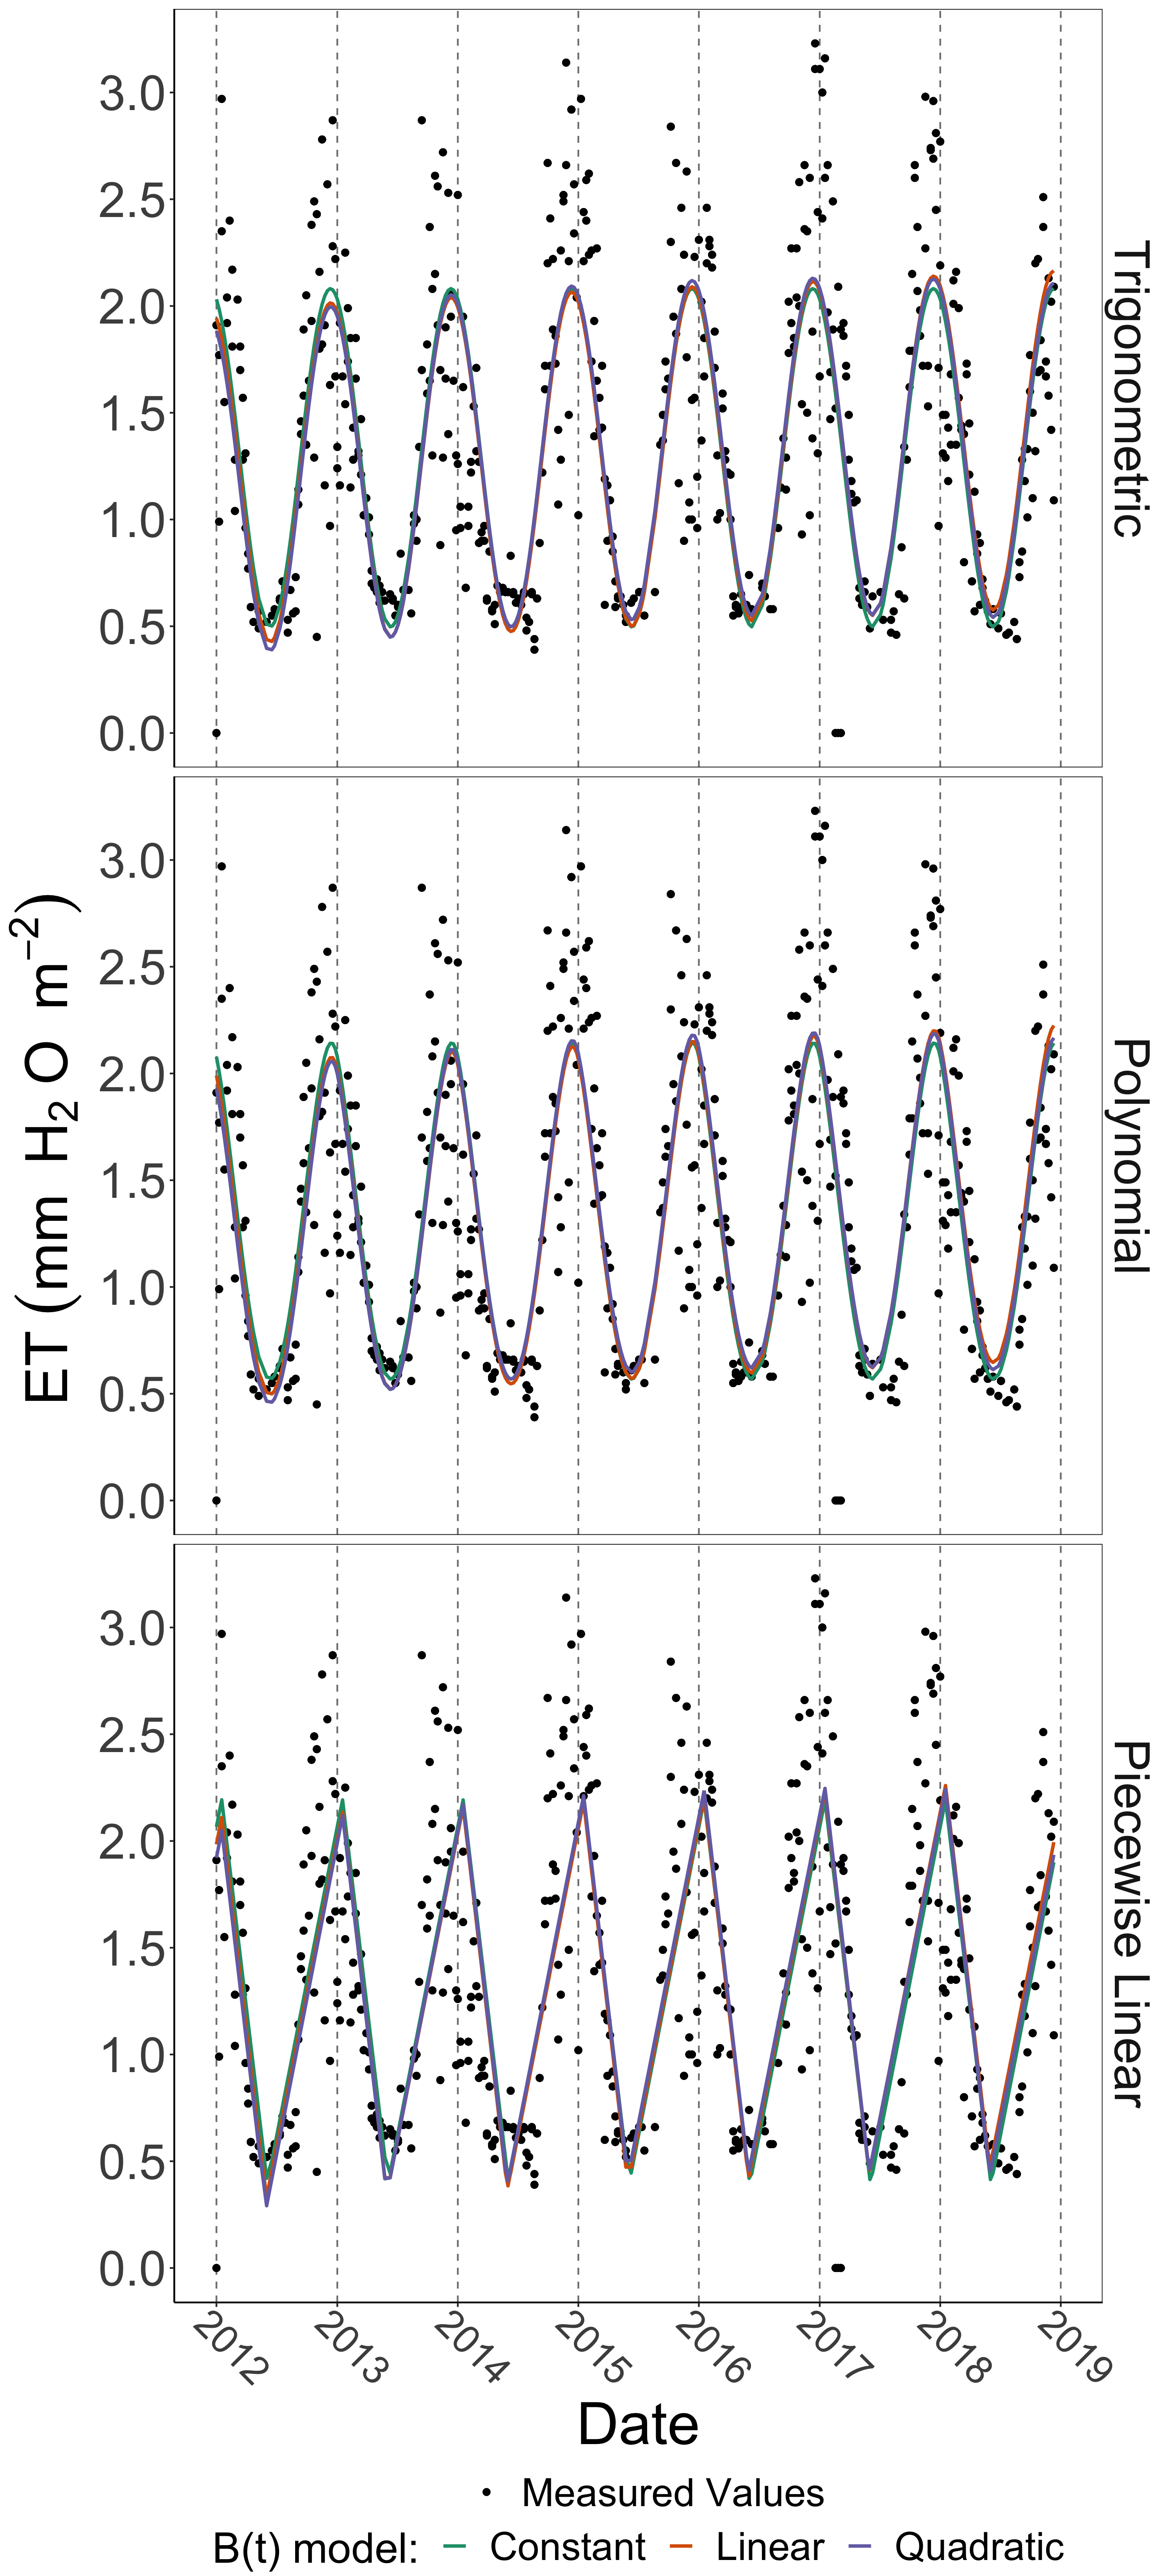 3.0
2.5
2.0
1.5
1.0
0.5
0.0
Trigonometric
3.0
2.5
2.0
1.5
1.0
0.5
0.0
Polynomial
3.0
2.5
2.0
1.5
1.0
0.5
0.0
Piecewise Linear
ET (mm H₂ O m⁻²)
2012 2013 2014 2015 2016 2017 2018 2019
Date
Measured Values
B(t) model: Constant Linear Quadratic